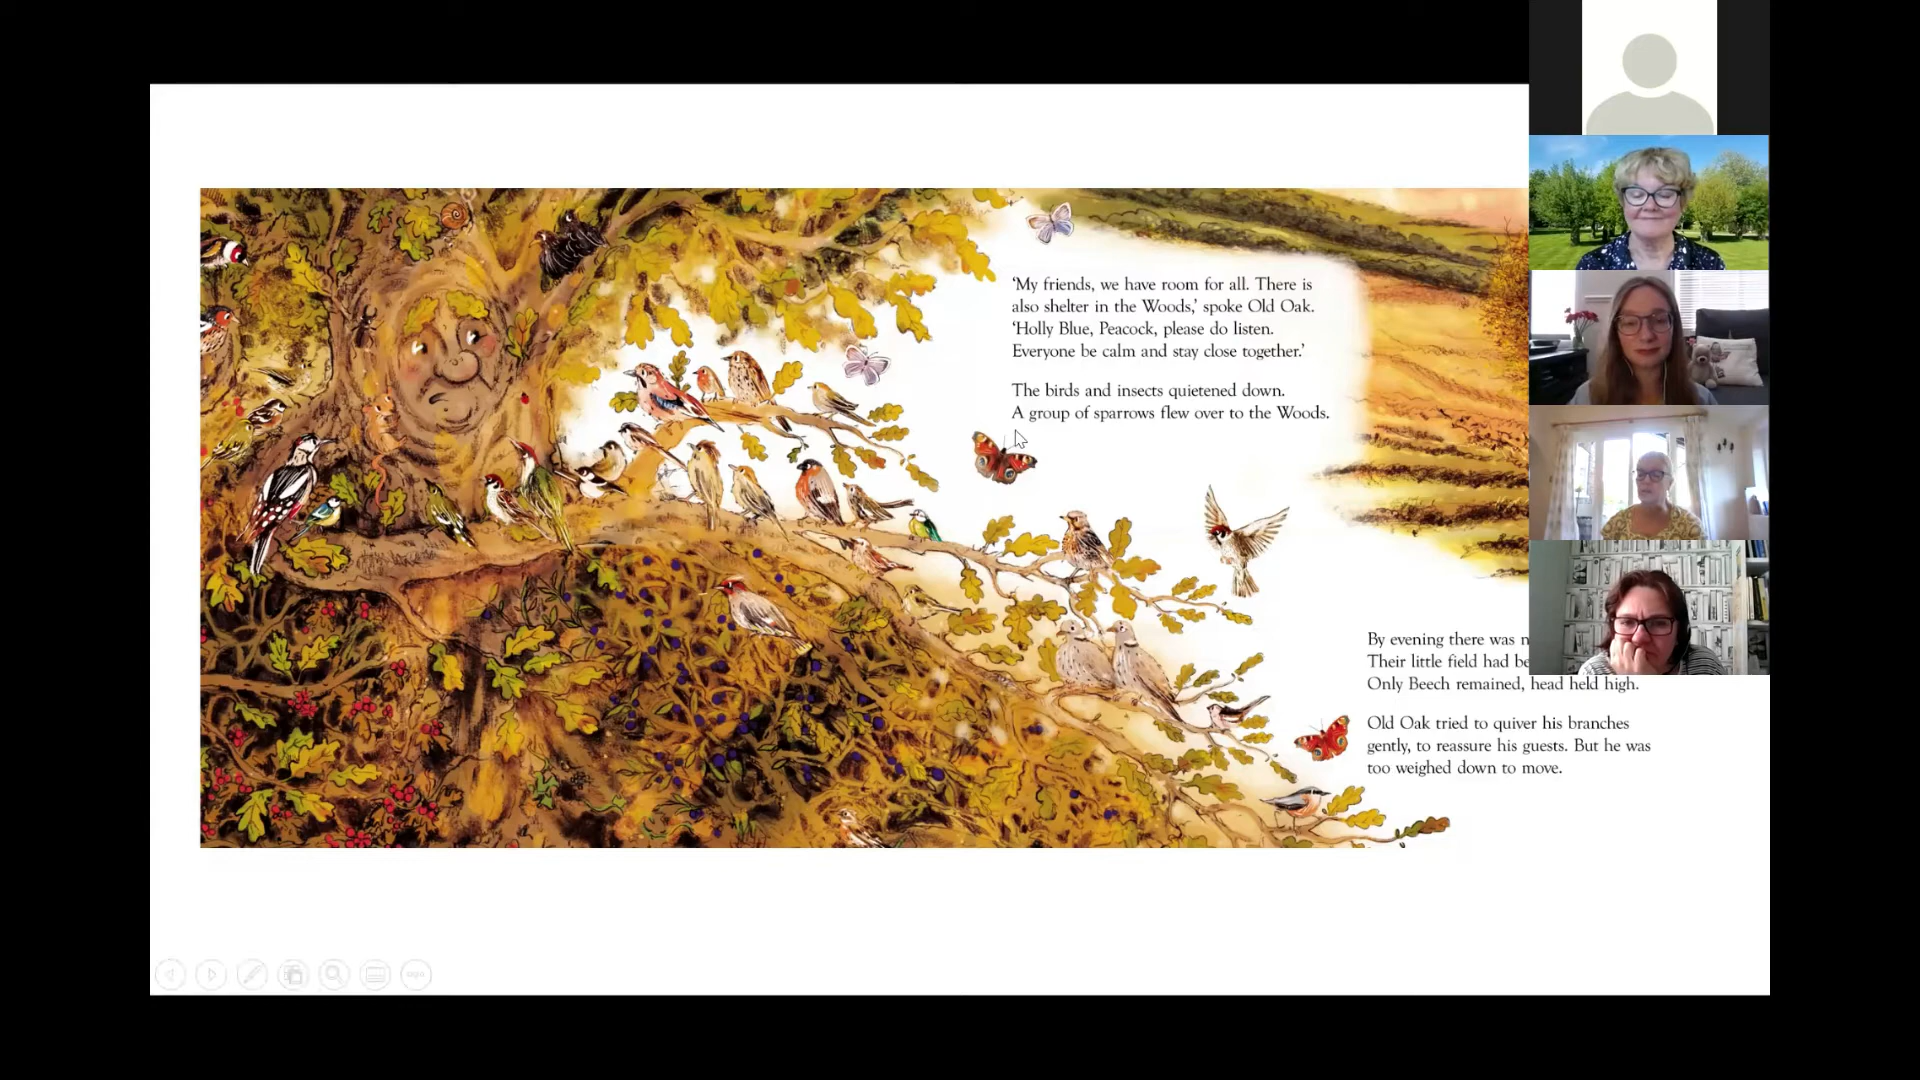 ‘My friends, we have room for all. There is
also shelter in the Woods,’ spoke Old Oak.
‘Holly Blue, Peacock, please do listen.
Everyone be calm and stay close together.’
The birds and insects quietened down.
A group of sparrows flew over to the Woods.
By evening there was
Their little field had
Only Beech remained, head held high.
Old Oak tried to quiver his branches
gently, to reassure his guests. But he was
too weighed down to move.